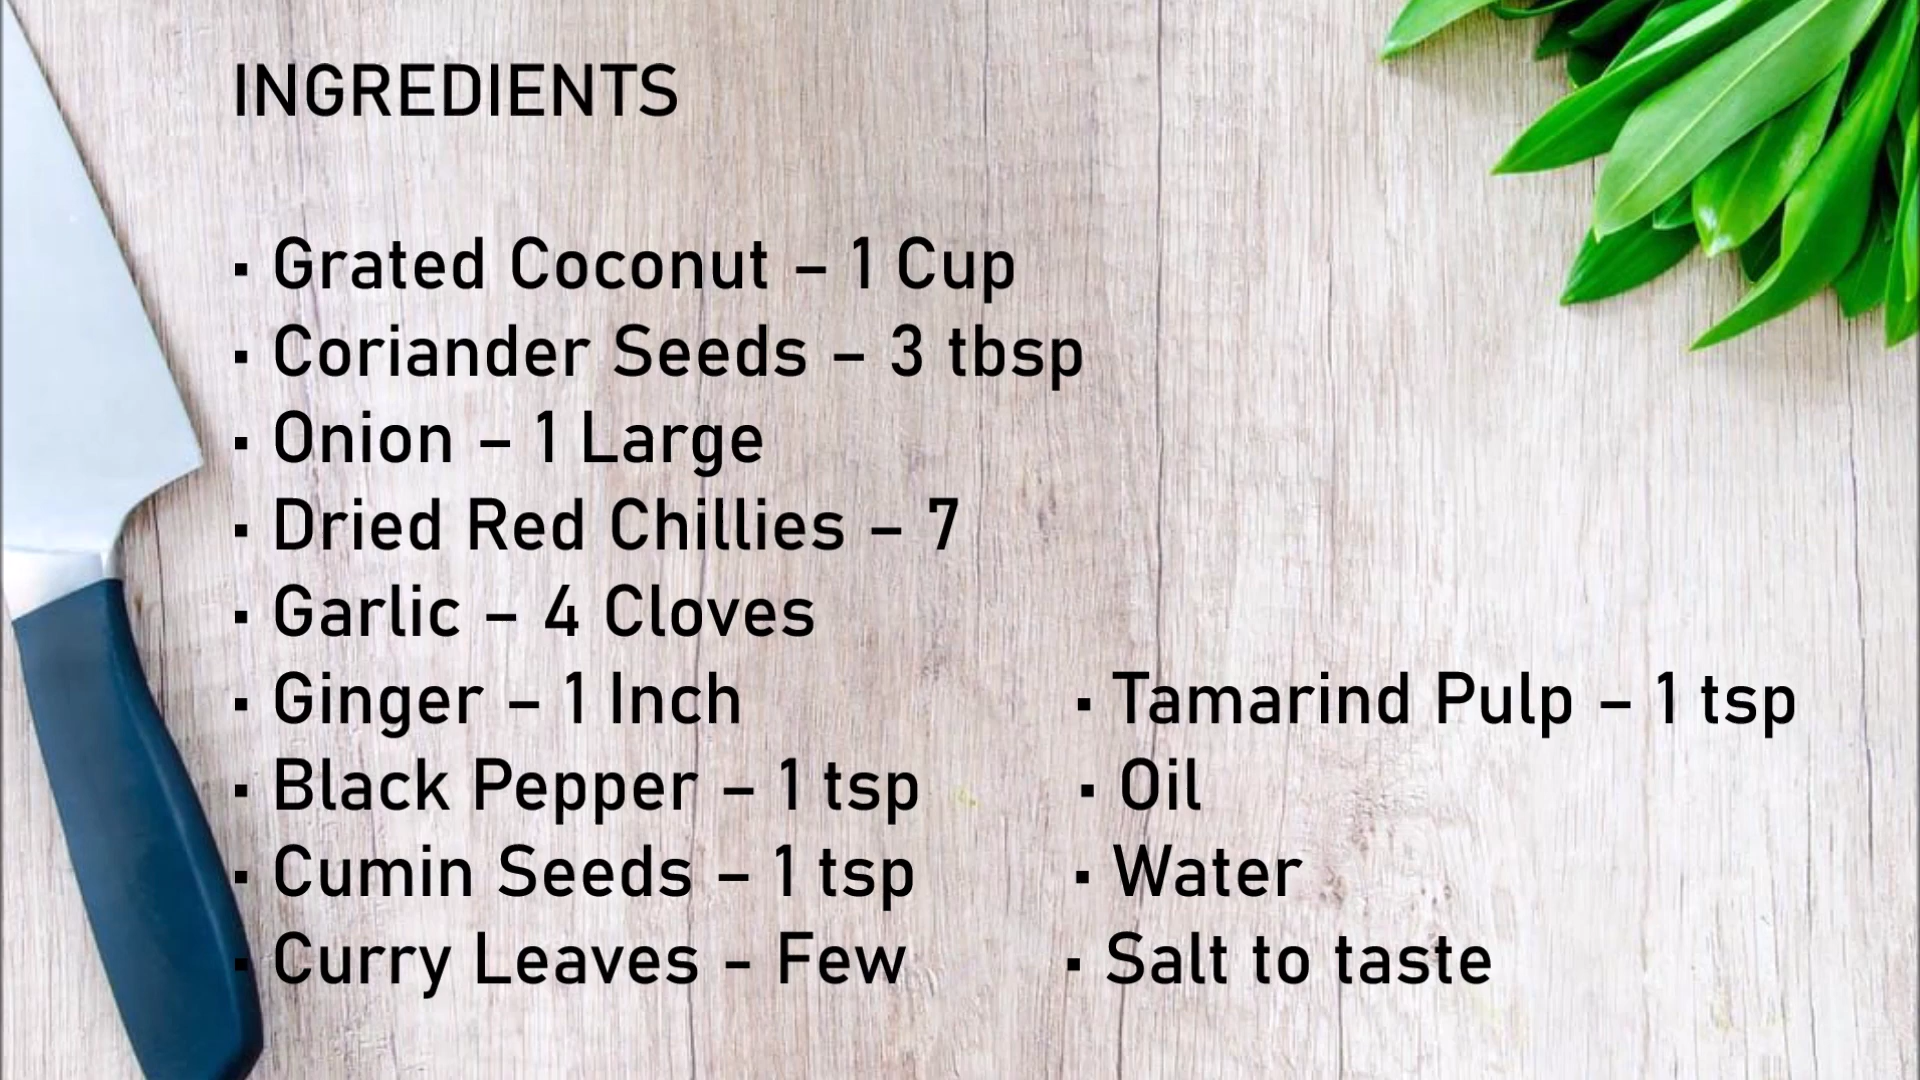 INGREDIENTS
▪ Grated Coconut – 1 Cup
▪ Coriander Seeds – 3 tbsp
▪ Onion – 1 Large
▪ Dried Red Chillies – 7
▪ Garlic – 4 Cloves
▪ Ginger – 1 Inch
▪ Black Pepper – 1 tsp
▪ Cumin Seeds – 1 tsp
▪ Curry Leaves - Few
▪ Tamarind Pulp – 1 tsp
▪ Oil
▪ Water
▪ Salt to taste